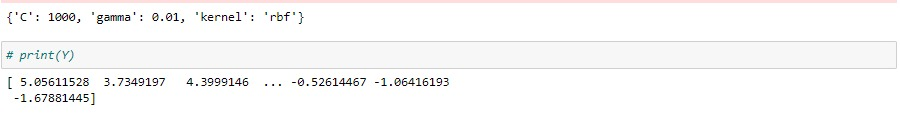 {'C': 1000, 'gamma': 0.01, 'kernel': 'rbf'}
# print(Y)
[ 5.05611528  3.7349197   4.3999146  ... -0.52614467 -1.06416193
 -1.67881445]